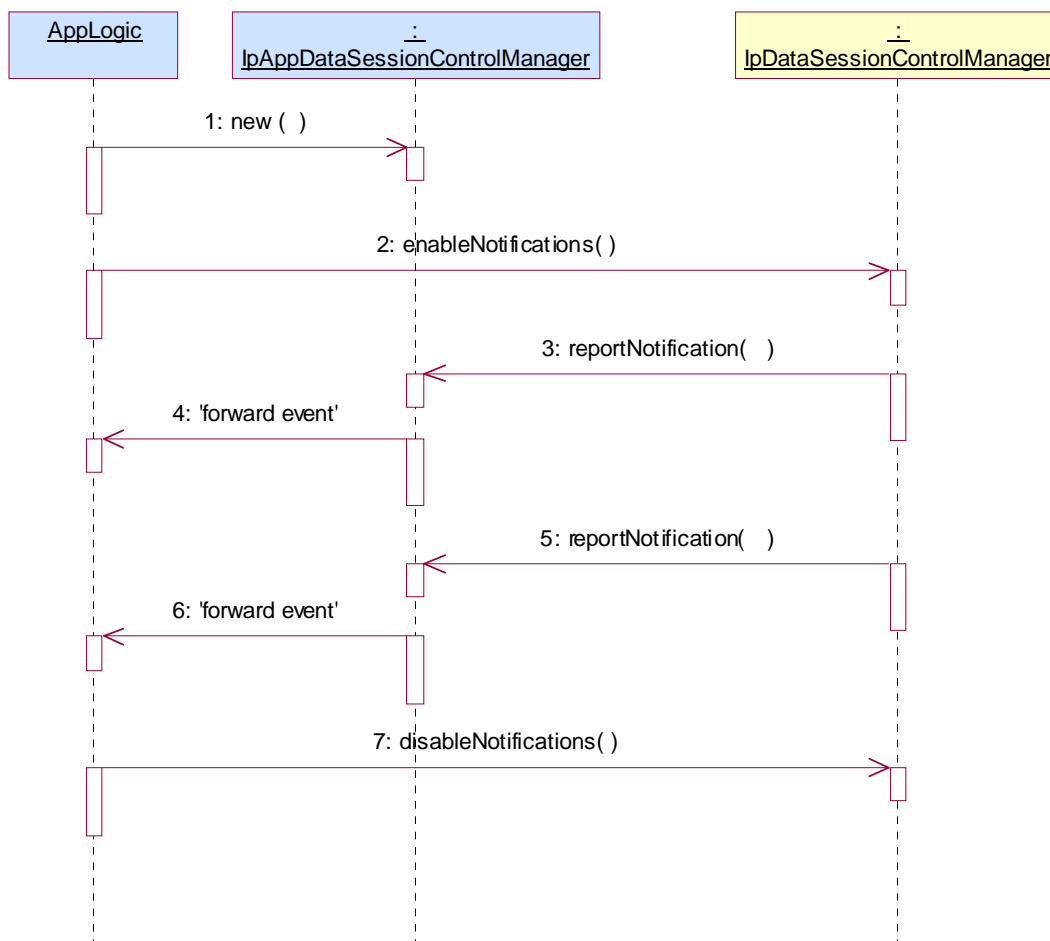 AppLogic
:
IpAppDataSessionControlManager
:
IpDataSessionControlManager
1: new ( )
2: enableNotifications( )
3: reportNotification( )
4: 'forward event'
5: reportNotification( )
6: 'forward event'
7: disableNotifications( )